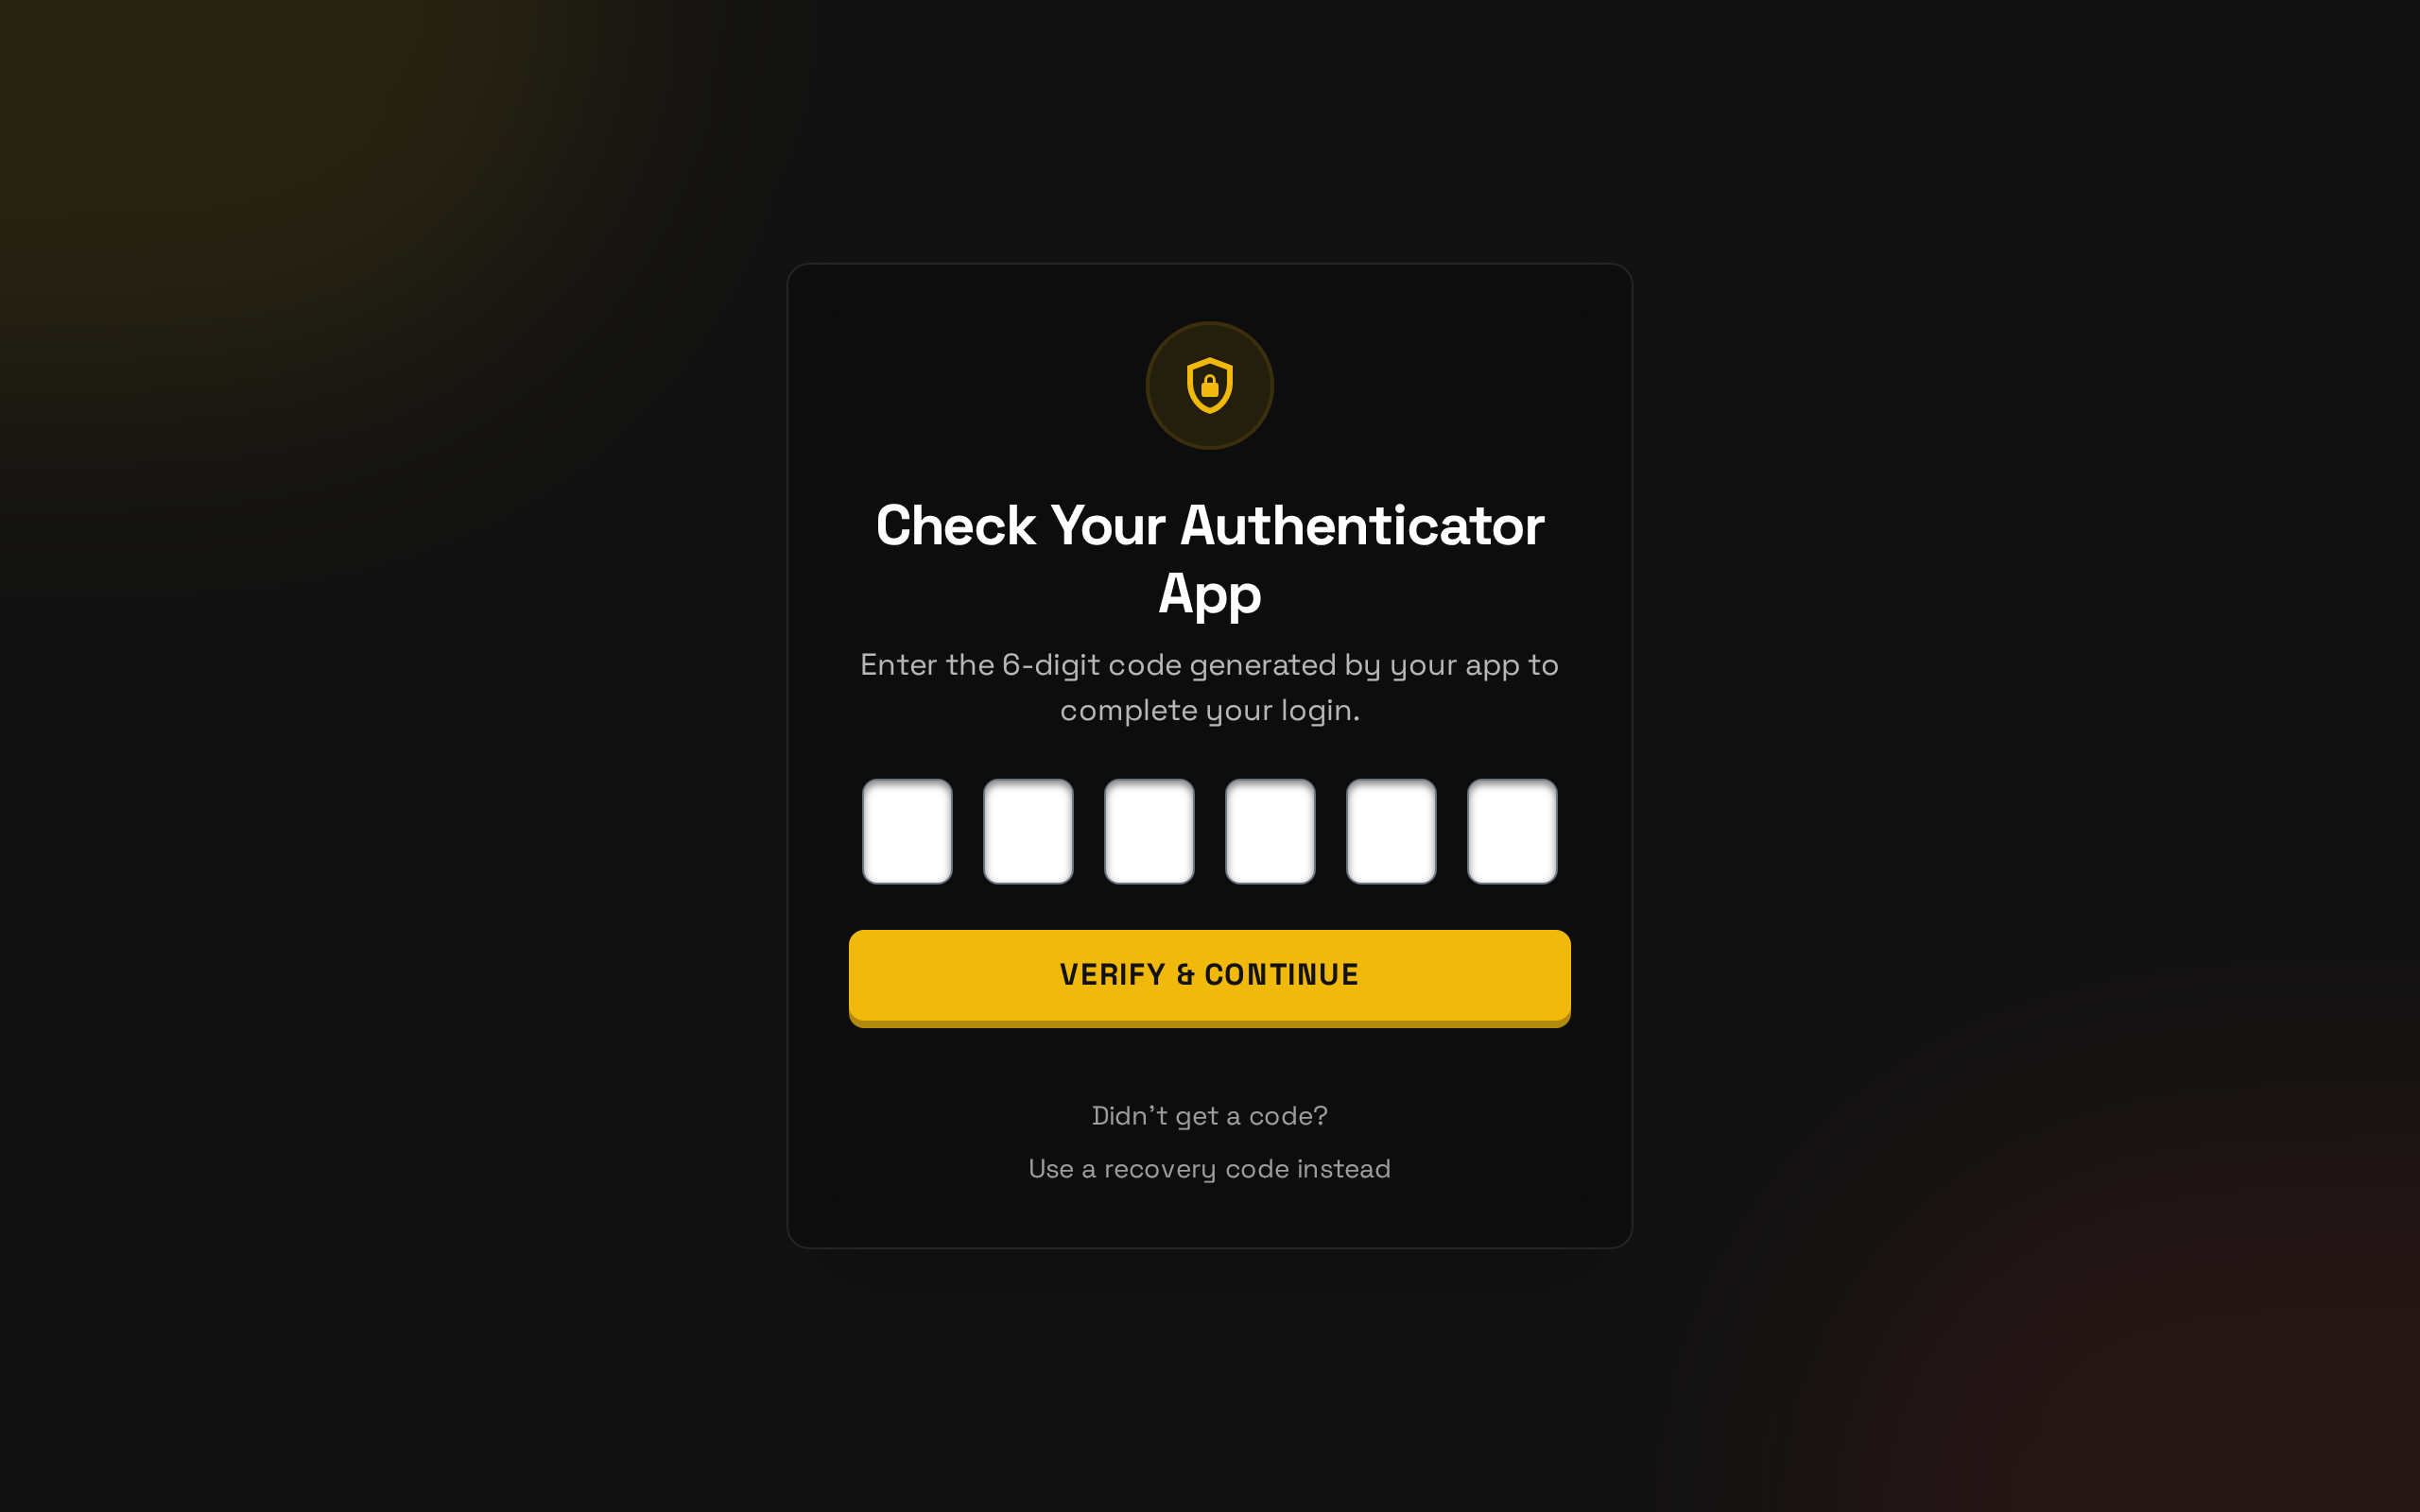 Check Your Authenticator
App
Enter the 6-digit code generated by your app to
complete your login.
VERIFY & CONTINUE
Didn't get a code?
Use a recovery code instead